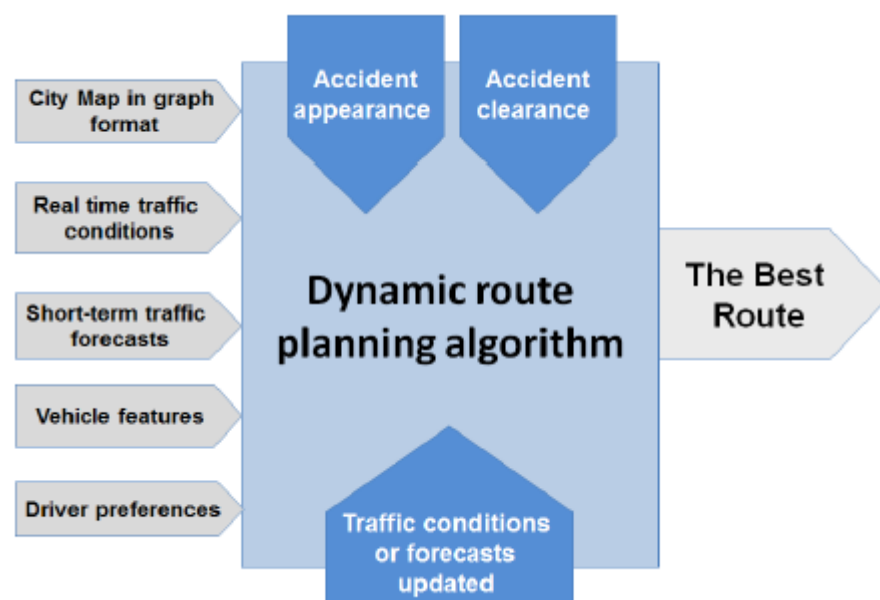 City Map in graph
format
Real time traffic
conditions
Short-term traffic
forecasts
Vehicle features
Driver preferences
Accident
appearance
Accident
clearance
Dynamic route
planning algorithm
Traffic conditions
or forecasts
updated
The Best
Route